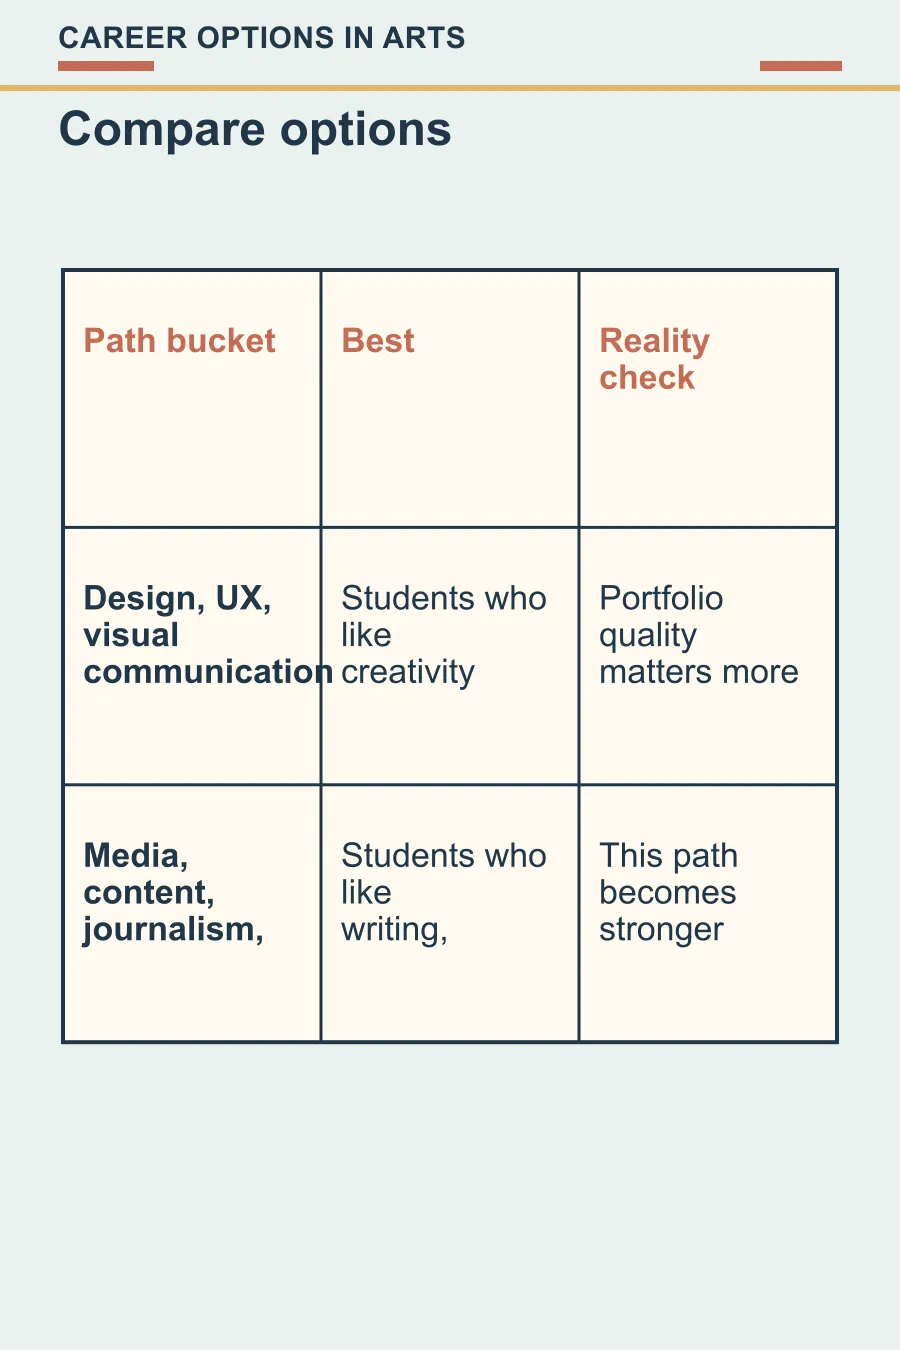 CAREER OPTIONS IN ARTS
Compare options
Path bucket
Best
Reality
check
Design, UX,
visual
communication
Students who
like
creativity
Portfolio
quality
matters more
Media,
content,
journalism,
Students who
like
writing,
This path
becomes
stronger